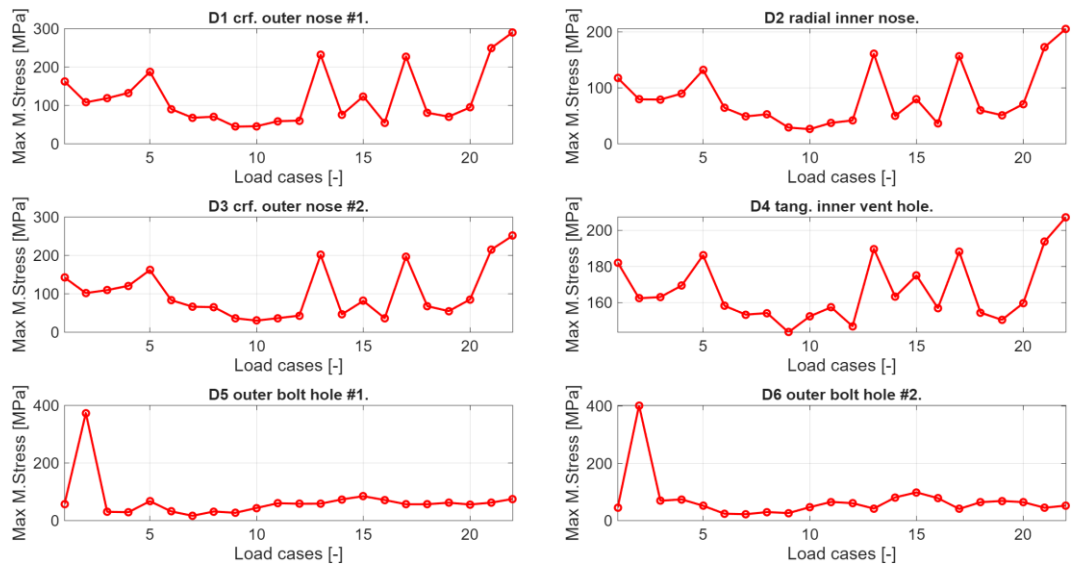 D1 crf. outer nose #1.
Max M.Stress [MPa]
300
200
100
0
5
10
15
20
Load cases [-]
D2 radial inner nose.
Max M.Stress [MPa]
200
100
0
5
10
15
20
Load cases [-]
D3 crf. outer nose #2.
Max M.Stress [MPa]
300
200
100
0
5
10
15
20
Load cases [-]
D4 tang. inner vent hole.
Max M.Stress [MPa]
200
180
160
5
10
15
20
Load cases [-]
D5 outer bolt hole #1.
Max M.Stress [MPa]
400
200
0
5
10
15
20
Load cases [-]
D6 outer bolt hole #2.
Max M.Stress [MPa]
400
200
0
5
10
15
20
Load cases [-]